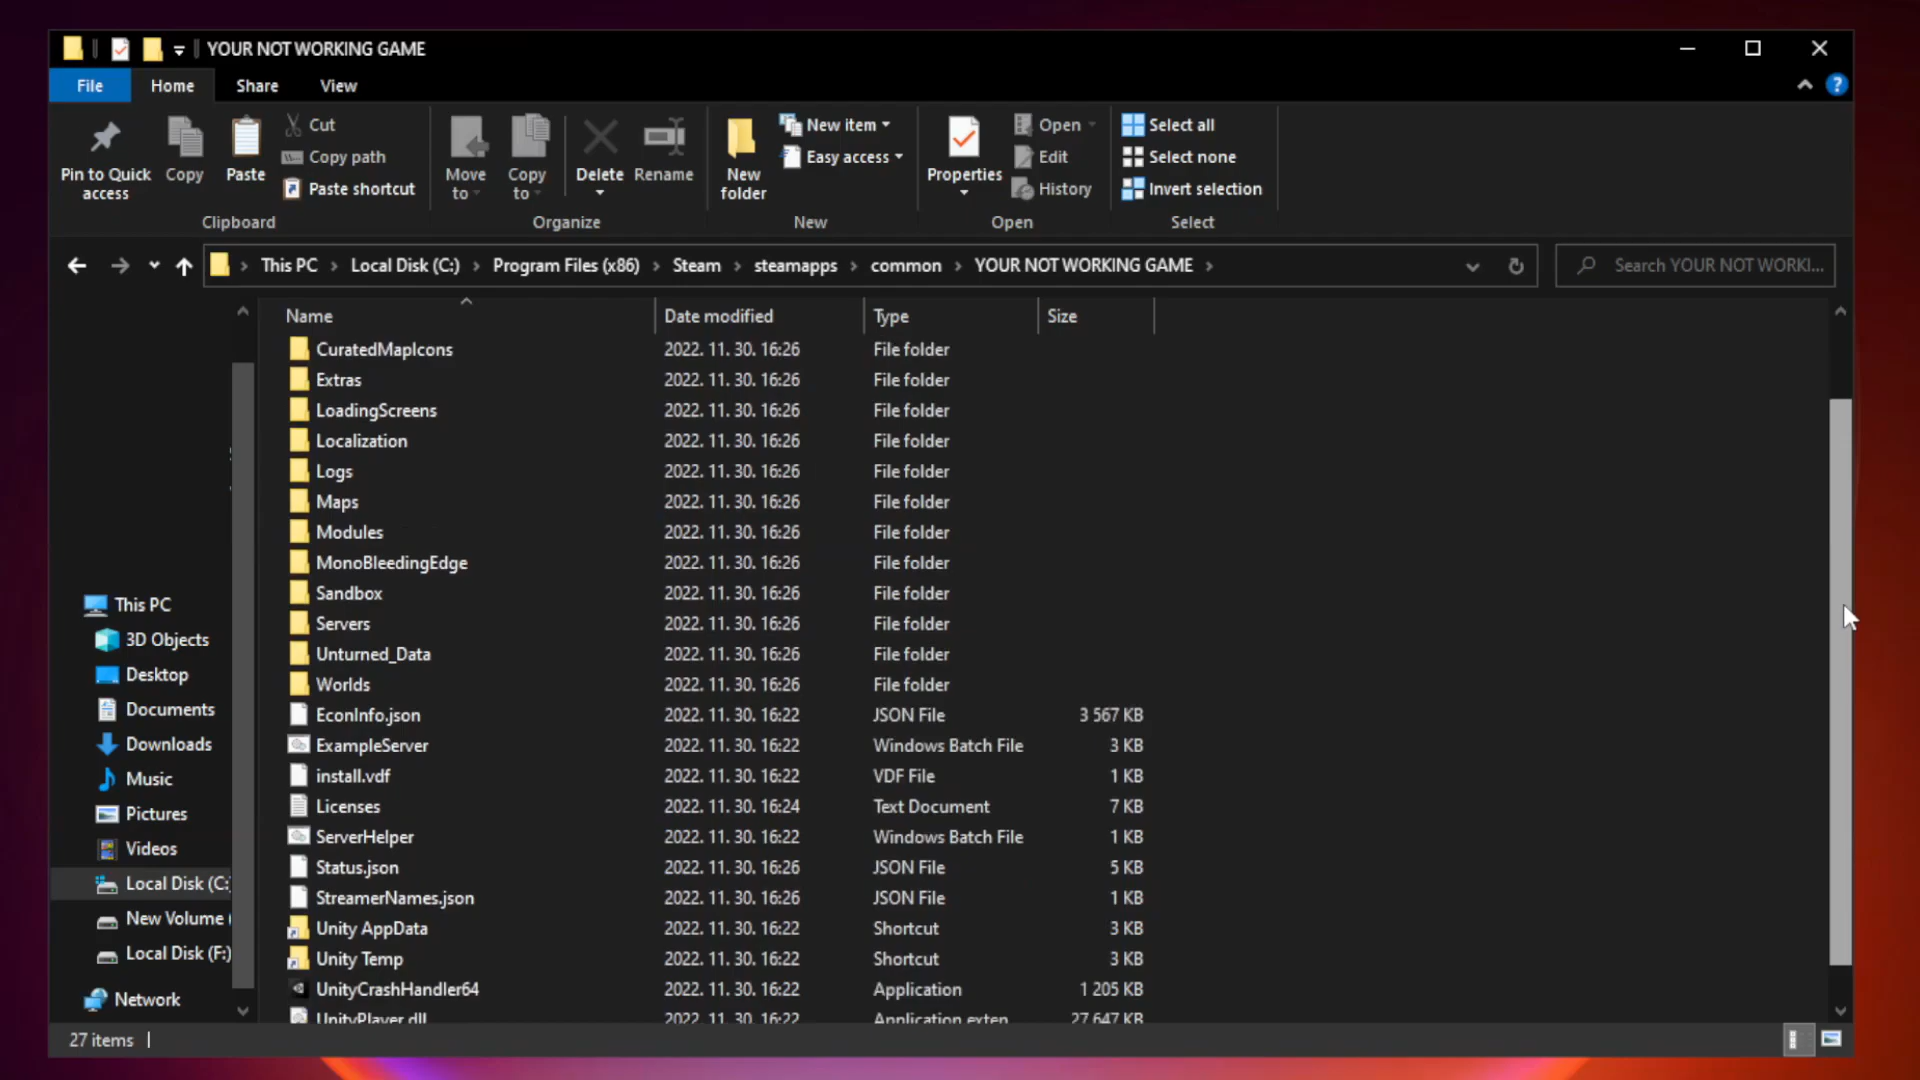 YOUR NOT WORKING GAME
File Home Share View
Pin to Quick access
Copy
Paste
Cut
Copy path
Paste shortcut
Clipboard
Move to
Copy to
Delete
Rename
Organize
New folder
New item
Easy access
New
Properties
Open
Edit
History
Open
Select all
Select none
Invert selection
Select
This PC > Local Disk (C:) > Program Files (x86) > Steam > steamapps > common > YOUR NOT WORKING GAME >
Search YOUR NOT WORKI...
This PC
3D Objects
Desktop
Documents
Downloads
Music
Pictures
Videos
Local Disk (C:
New Volume (
Local Disk (F:)
Network
Name Date modified Type Size
CuratedMapIcons 2022. 11. 30. 16:26 File folder
Extras 2022. 11. 30. 16:26 File folder
LoadingScreens 2022. 11. 30. 16:26 File folder
Localization 2022. 11. 30. 16:26 File folder
Logs 2022. 11. 30. 16:26 File folder
Maps 2022. 11. 30. 16:26 File folder
Modules 2022. 11. 30. 16:26 File folder
MonoBleedingEdge 2022. 11. 30. 16:26 File folder
Sandbox 2022. 11. 30. 16:26 File folder
Servers 2022. 11. 30. 16:26 File folder
Unturned_Data 2022. 11. 30. 16:26 File folder
Worlds 2022. 11. 30. 16:26 File folder
EconInfo.json 2022. 11. 30. 16:22 JSON File 3 567 KB
ExampleServer 2022. 11. 30. 16:22 Windows Batch File 3 KB
install.vdf 2022. 11. 30. 16:22 VDF File 1 KB
Licenses 2022. 11. 30. 16:24 Text Document 7 KB
ServerHelper 2022. 11. 30. 16:22 Windows Batch File 1 KB
Status.json 2022. 11. 30. 16:26 JSON File 5 KB
StreamerNames.json 2022. 11. 30. 16:22 JSON File 1 KB
Unity AppData 2022. 11. 30. 16:22 Shortcut 3 KB
Unity Temp 2022. 11. 30. 16:22 Shortcut 3 KB
UnityCrashHandler64 2022. 11. 30. 16:22 Application 1 205 KB
UnityPlayer.dll 2022. 11. 30. 16:22 Application exten 27 647 KB
27 items